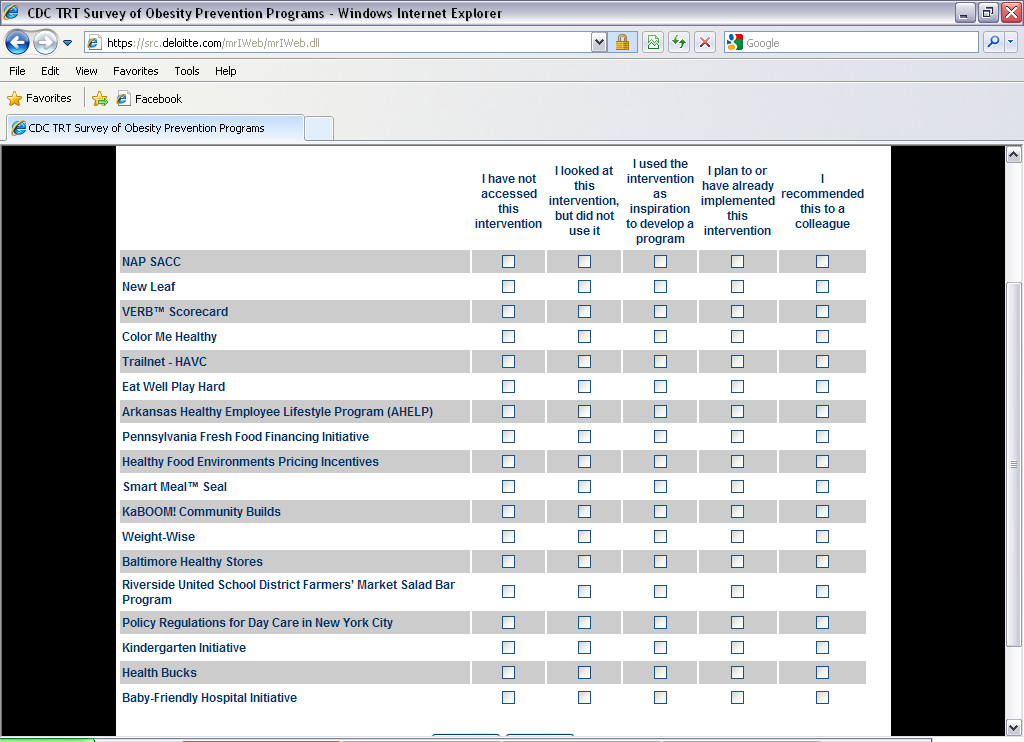 CDC TRT Survey of Obesity Prevention Programs - Windows Internet Explorer
https://src.deloitte.com/mrIWeb/mrIWeb.dll
Google
File Edit View Favorites Tools Help
Favorites Facebook
CDC TRT Survey of Obesity Prevention Programs
I have not
accessed
this
intervention
I looked at
this
intervention,
but did not
use it
I used the
intervention
as
inspiration
to develop a
program
I plan to or
have already
implemented
this
intervention
I
recommended
this to a
colleague
NAP SACC
New Leaf
VERB™ Scorecard
Color Me Healthy
Trailnet - HAVC
Eat Well Play Hard
Arkansas Healthy Employee Lifestyle Program (AHELP)
Pennsylvania Fresh Food Financing Initiative
Healthy Food Environments Pricing Incentives
Smart Meal™ Seal
KaBOOM! Community Builds
Weight-Wise
Baltimore Healthy Stores
Riverside United School District Farmers' Market Salad Bar
Program
Policy Regulations for Day Care in New York City
Kindergarten Initiative
Health Bucks
Baby-Friendly Hospital Initiative